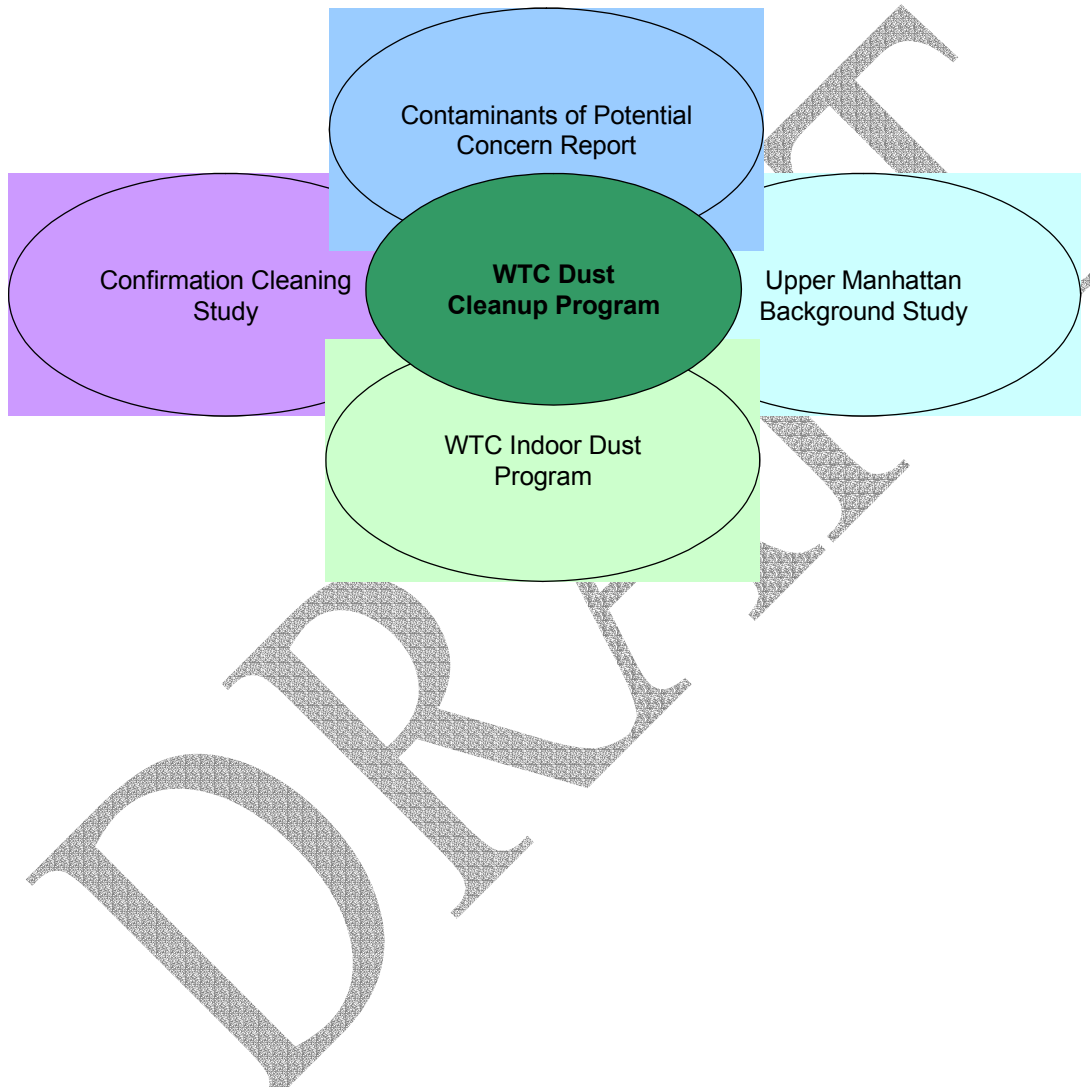 Contaminants of Potential
Concern Report
Confirmation Cleaning
Study
WTC Dust
Cleanup Program
Upper Manhattan
Background Study
WTC Indoor Dust
Program
DRAFT